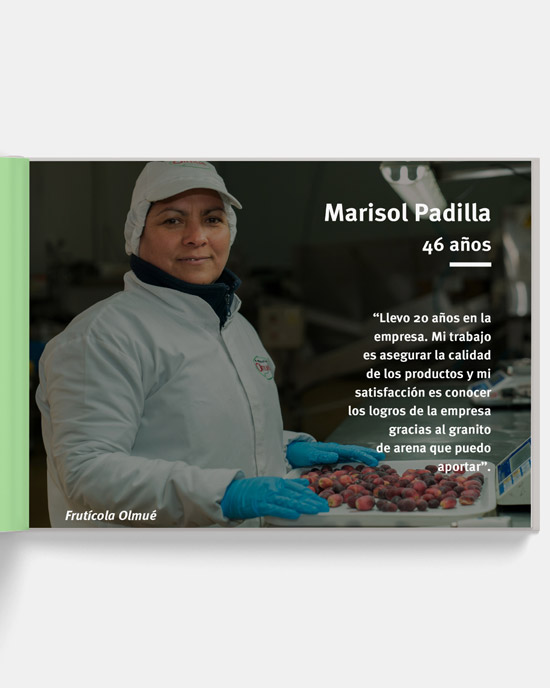 Marisol Padilla
46 años
“Llevo 20 años en la
empresa. Mi trabajo
es asegurar la calidad
de los productos y mi
satisfacción es conocer
los logros de la empresa
gracias al granito
de arena que puedo
aportar”.
Frutícola Olmué